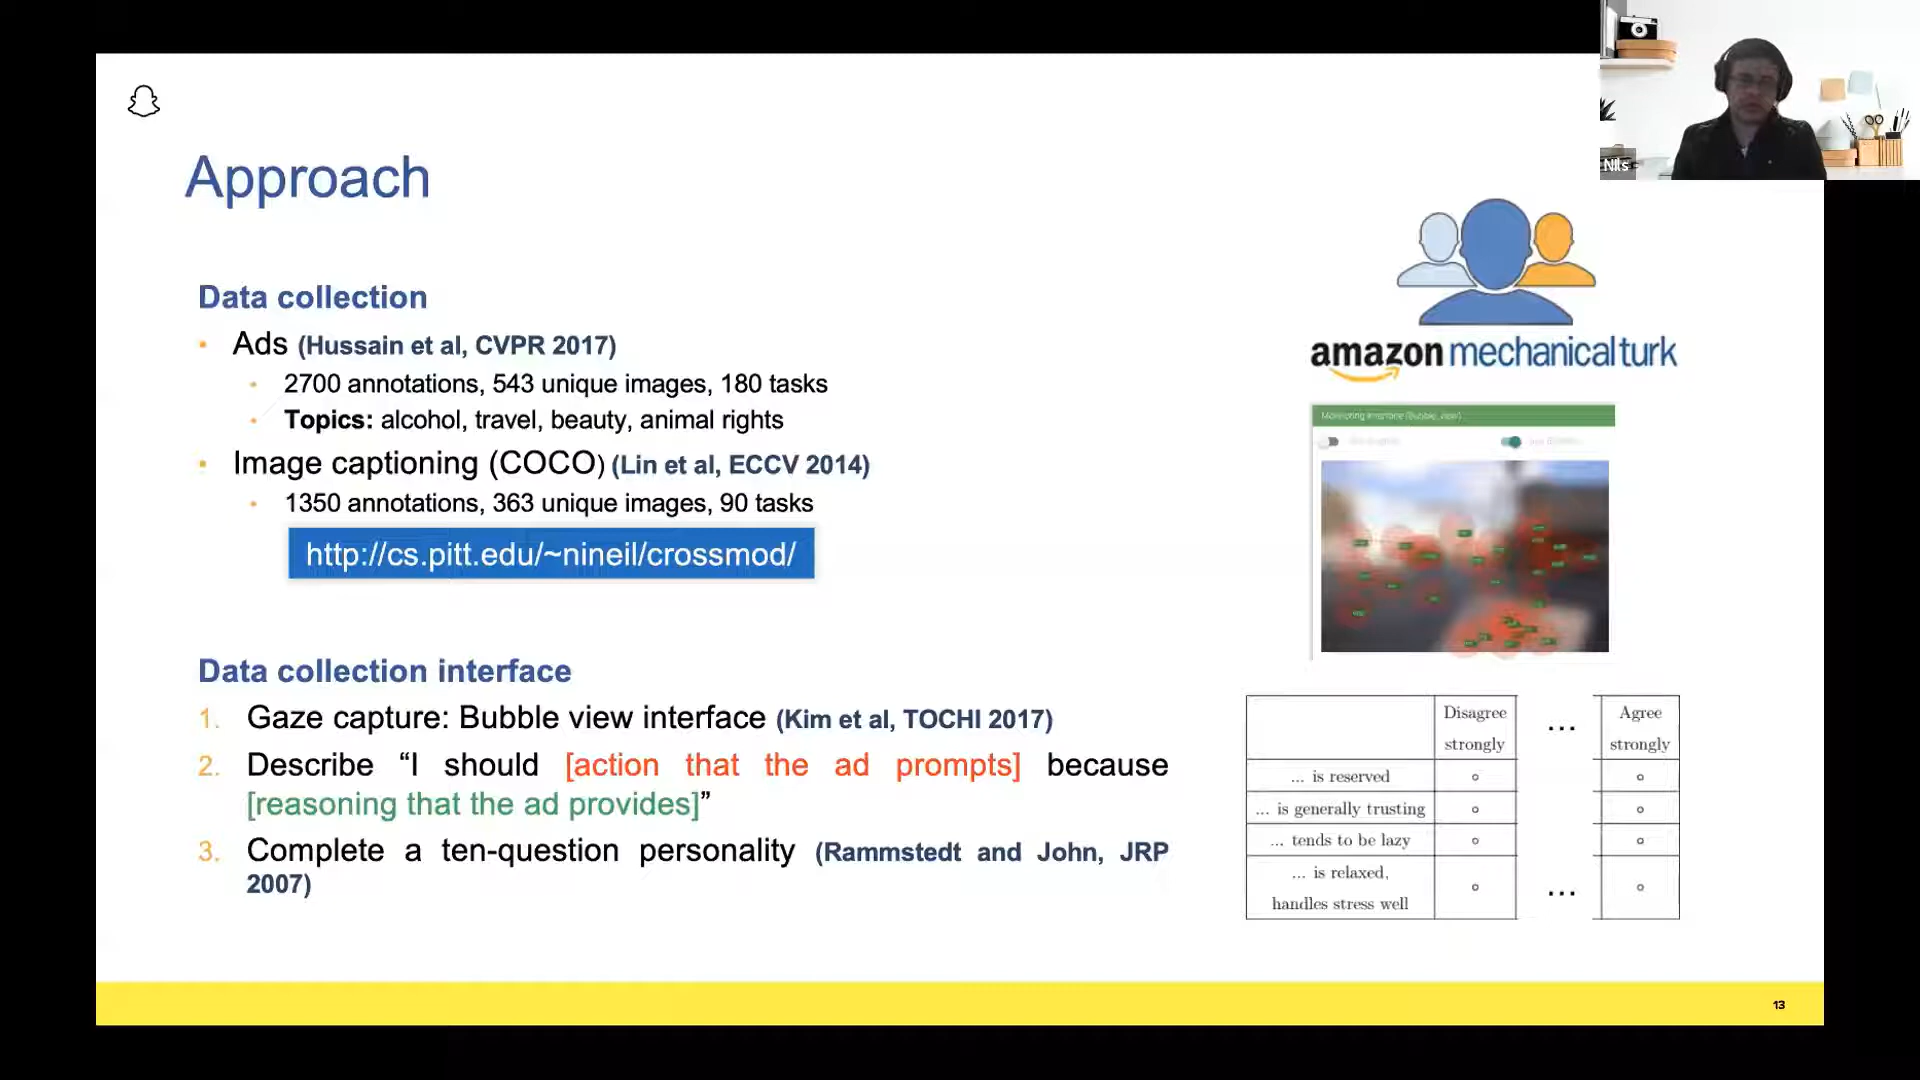 Nils
Approach
Data collection
• Ads (Hussain et al, CVPR 2017)
• 2700 annotations, 543 unique images, 180 tasks
• Topics: alcohol, travel, beauty, animal rights
• Image captioning (COCO) (Lin et al, ECCV 2014)
• 1350 annotations, 363 unique images, 90 tasks
http://cs.pitt.edu/~nineil/crossmod/
Data collection interface
1. Gaze capture: Bubble view interface (Kim et al, TOCHI 2017)
2. Describe “I should [action that the ad prompts] because
[reasoning that the ad provides]”
3. Complete a ten-question personality (Rammstedt and John, JRP
2007)
amazon mechanical turk
Disagree ... Agree
strongly strongly
... is reserved
... is generally trusting
... tends to be lazy
... is relaxed,
handles stress well ...
13